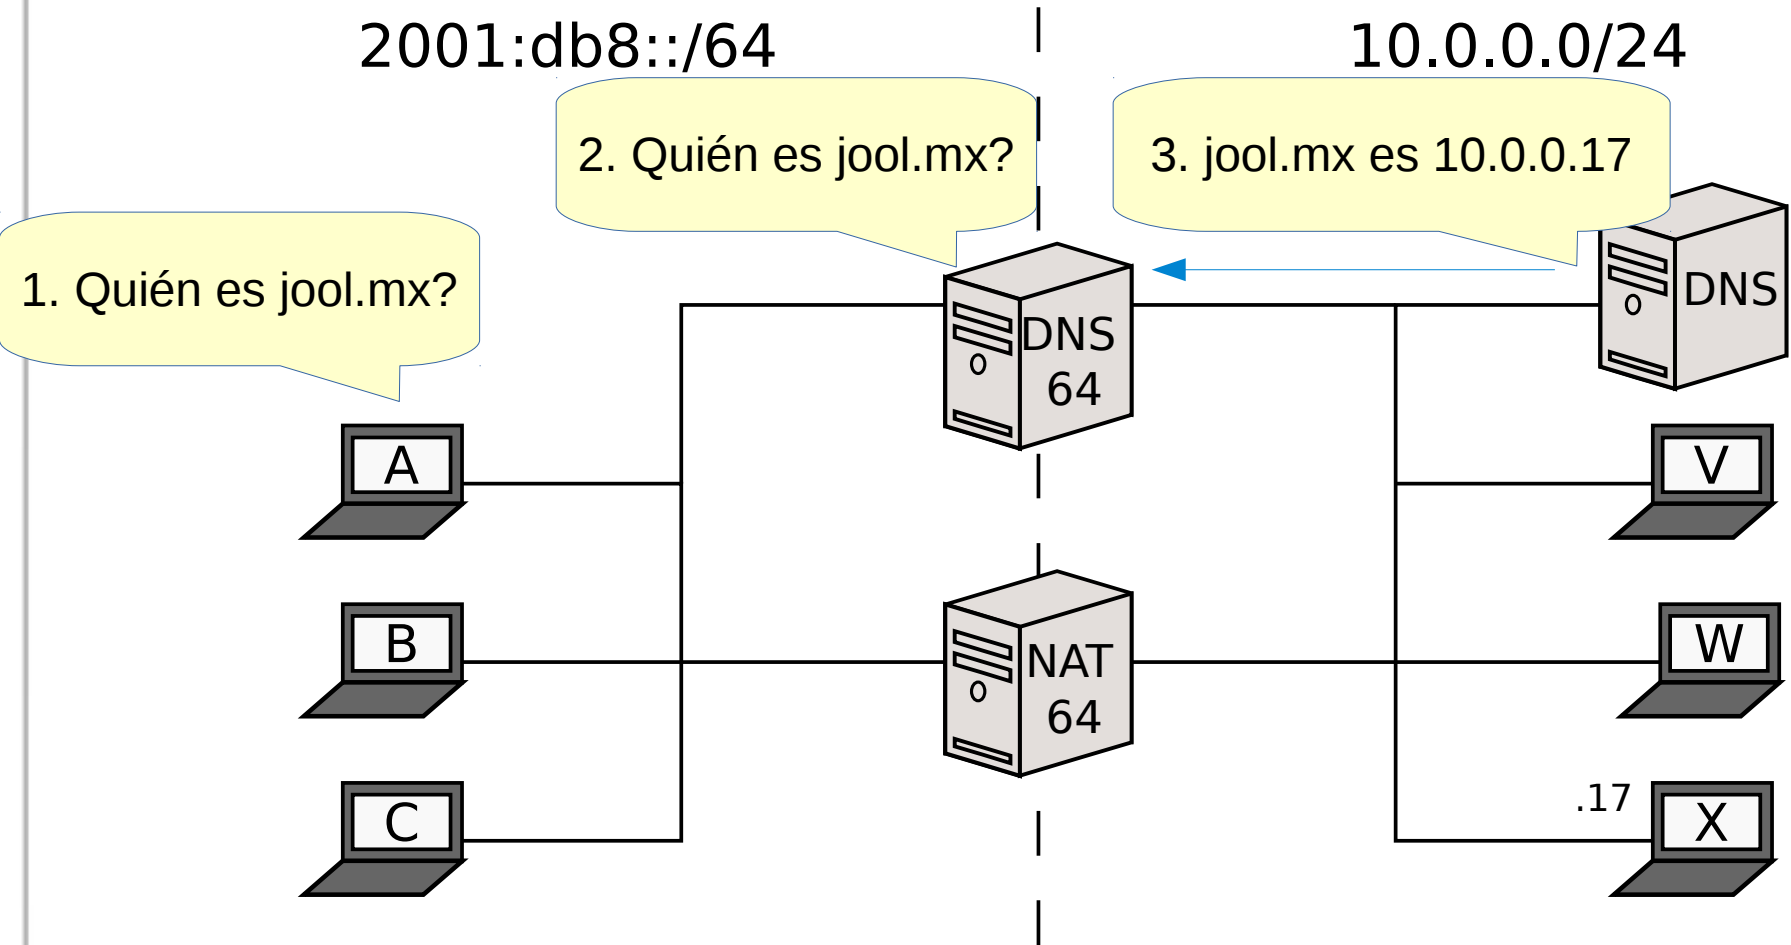 2001:db8::/64
10.0.0.0/24
2. Quién es jool.mx?
3. jool.mx es 10.0.0.17
1. Quién es jool.mx?
DNS
DNS
64
A
V
B
NAT
64
W
.17
C
X